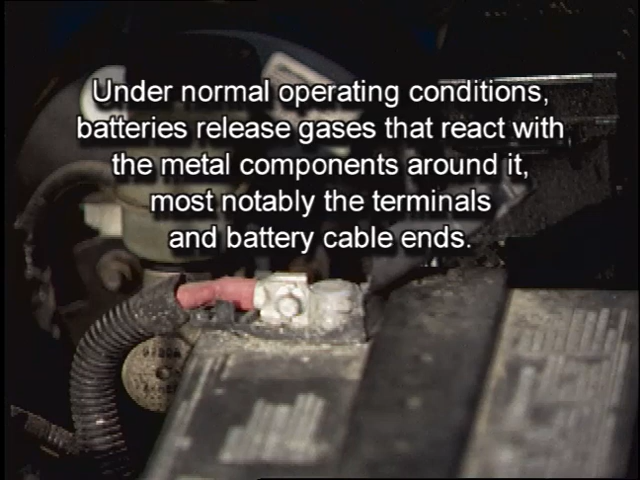 Under normal operating conditions,
batteries release gases that react with
the metal components around it,
most notably the terminals
and battery cable ends.